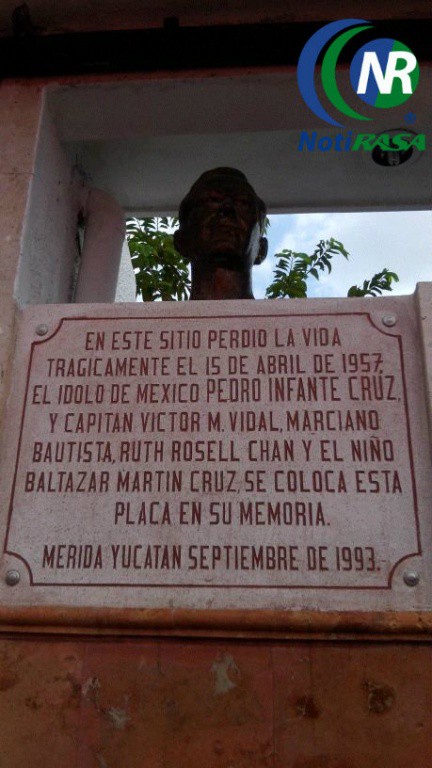 NR
NotiRASA
EN ESTE SITIO PERDIO LA VIDA
TRAGICAMENTE EL 15 DE ABRIL DE 1957,
EL IDOLO DE MEXICO PEDRO INFANTE CRUZ,
Y CAPITAN VICTOR M. VIDAL, MARCIANO
BAUTISTA, RUTH ROSELL CHAN Y EL NIÑO
BALTAZAR MARTIN CRUZ, SE COLOCA ESTA
PLACA EN SU MEMORIA.
MERIDA YUCATAN SEPTIEMBRE DE 1993.